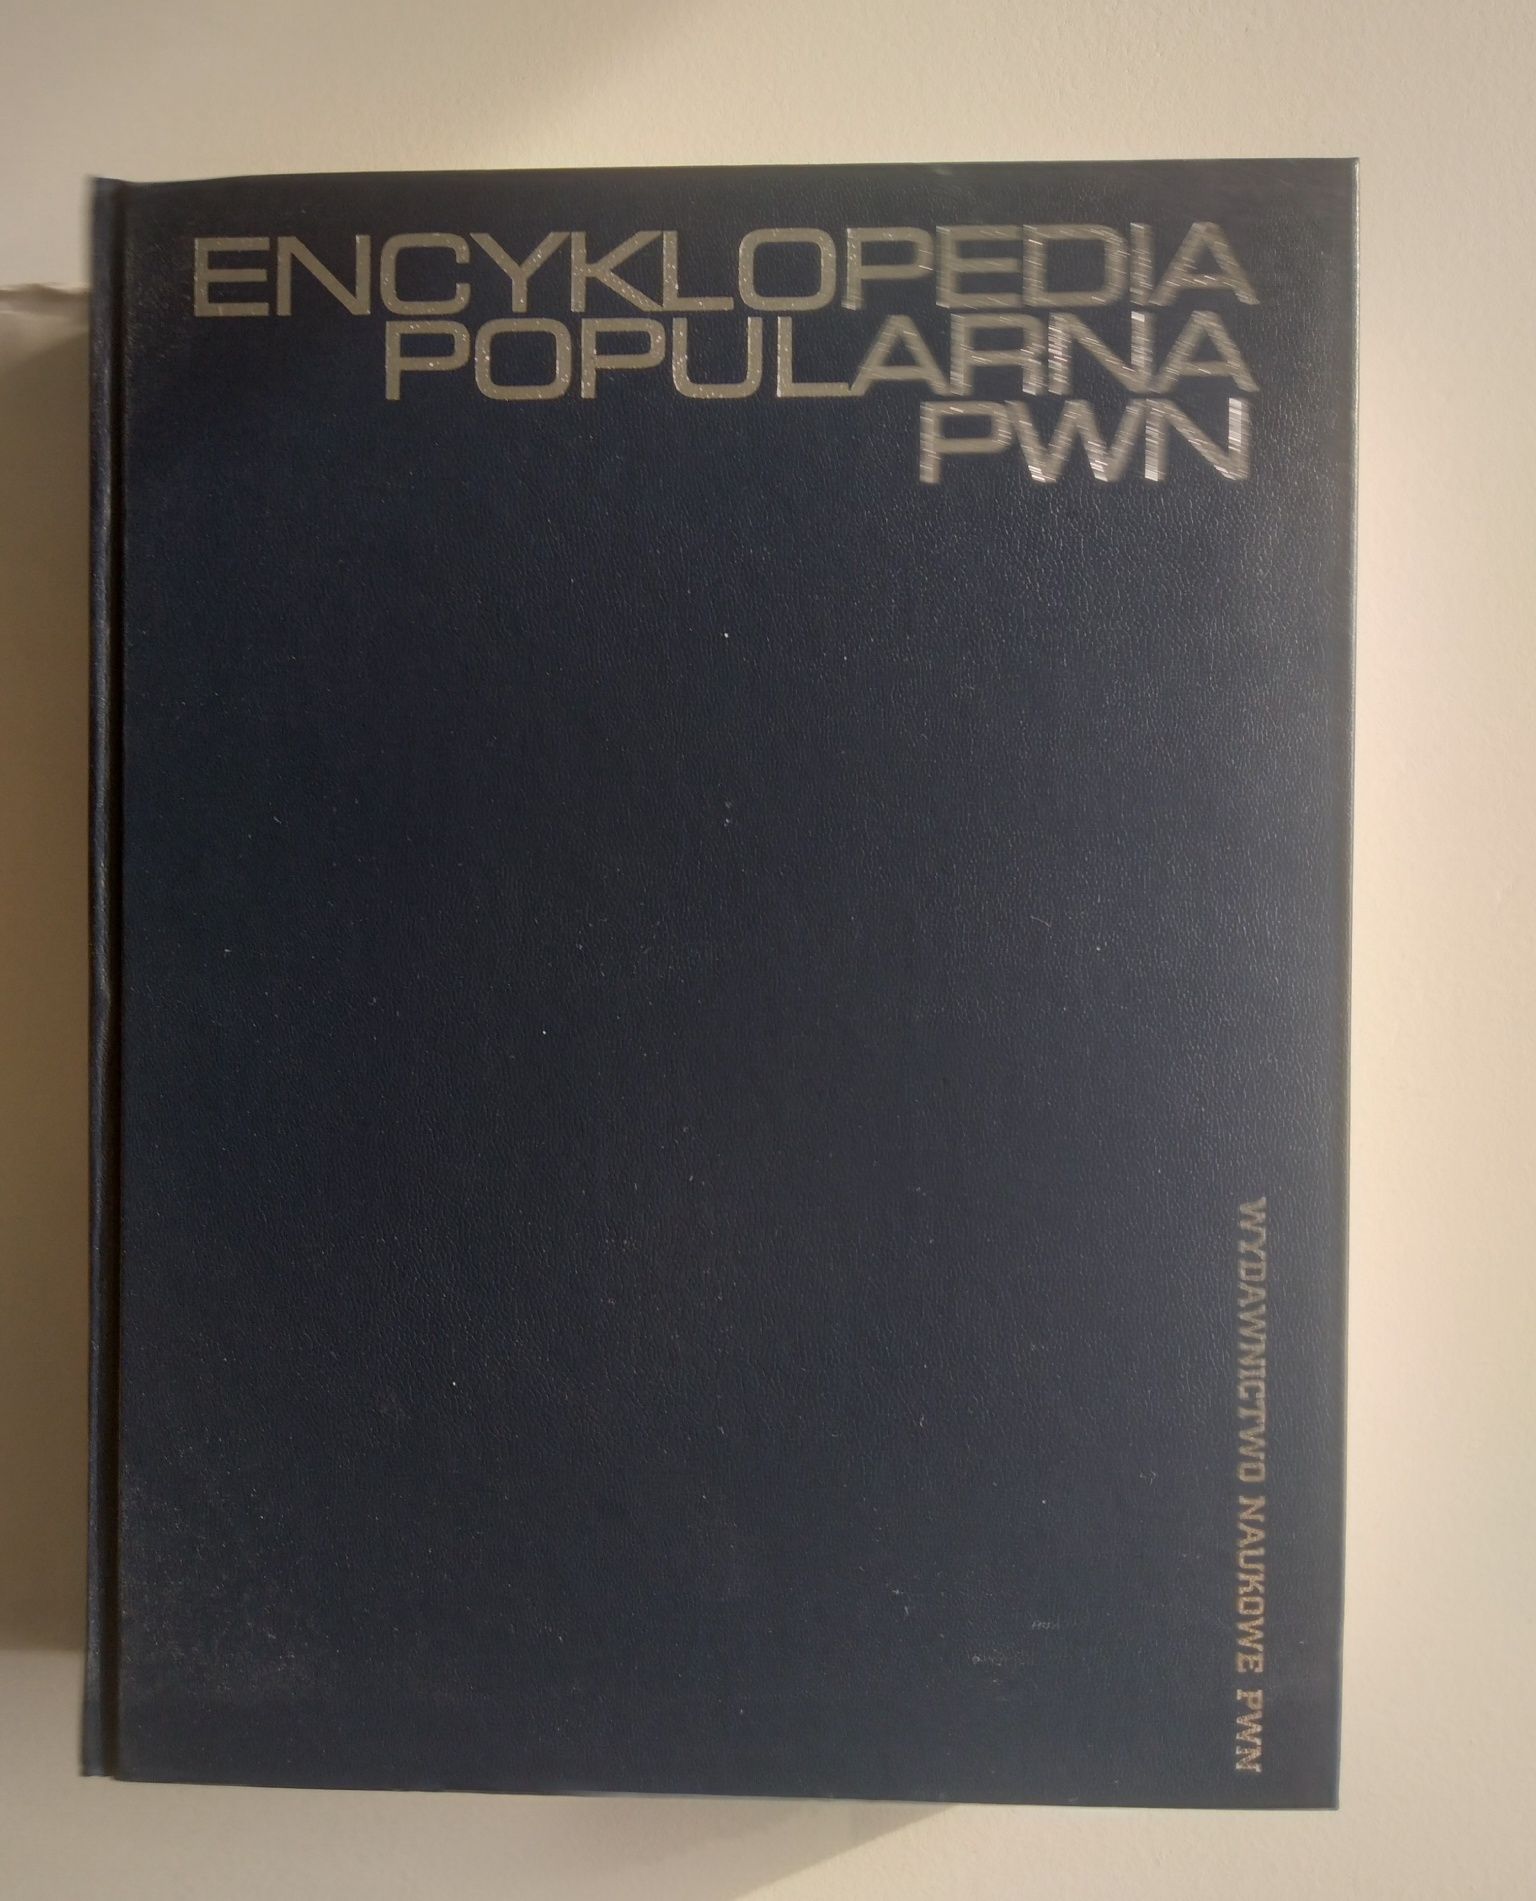 ENCYKLOPEDIA
POPULARNA
PWN
WYDAWNICTWO NAUKOWE PWN